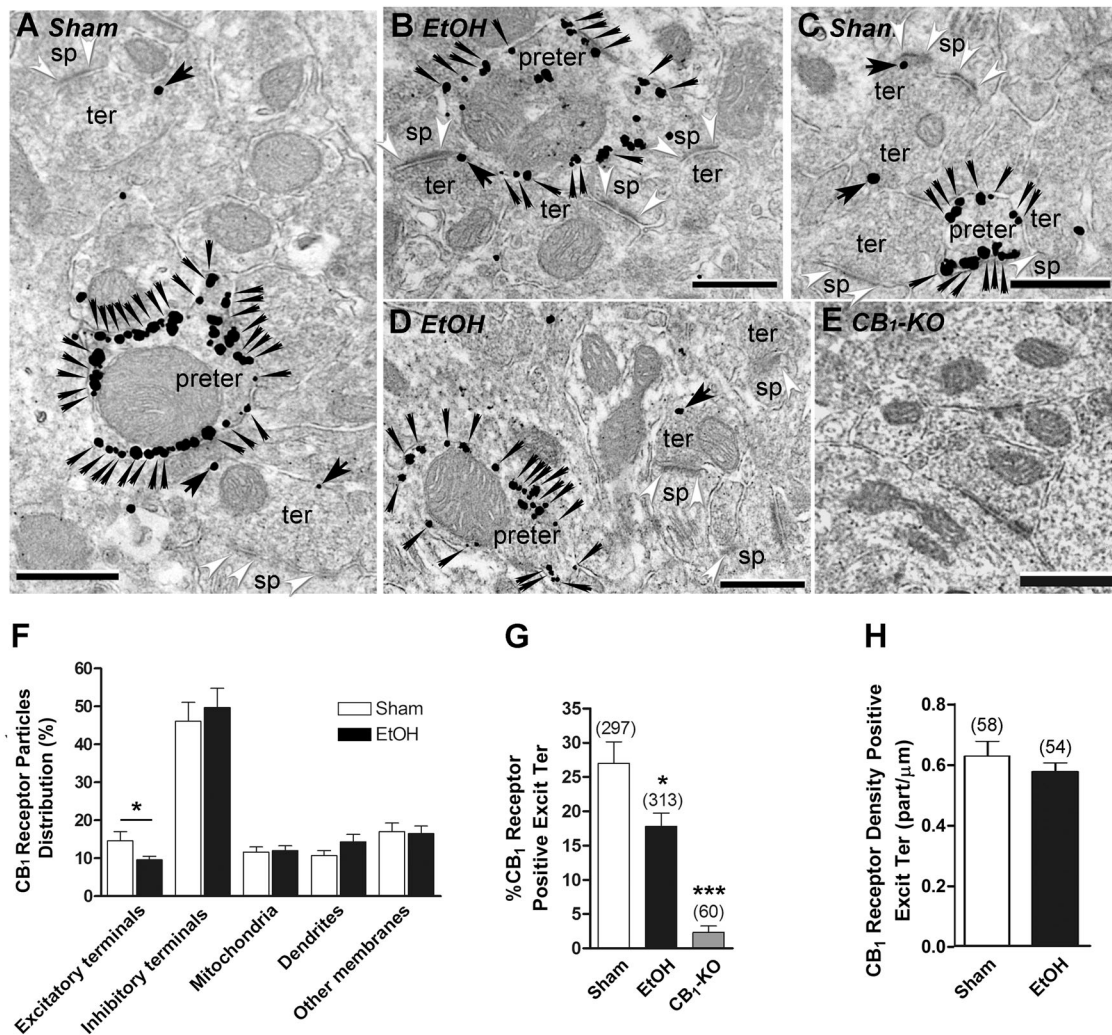 A Sham
sp
ter
preter
ter
sp
B EtOH
preter
sp
sp
ter
sp
ter
ter
C Shan
sp
ter
ter
preter
ter
ter
sp
sp
D EtOH
ter
sp
ter
sp
preter
sp
E CB₁-KO
F
CB₁ Receptor Particles
Distribution (%)
60
50
40
30
20
10
0
Sham
EtOH
*
Excitatory terminals
Inhibitory terminals
Mitochondria
Dendrites
Other membranes
G
%CB₁ Receptor
Positive Excit Ter
35
30
25
20
15
10
5
0
(297)
*
(313)
***
(60)
Sham
EtOH
CB₁-KO
H
CB₁ Receptor Density Positive
Excit Ter (part/μm)
0.8
0.6
0.4
0.2
0.0
(58)
(54)
Sham
EtOH